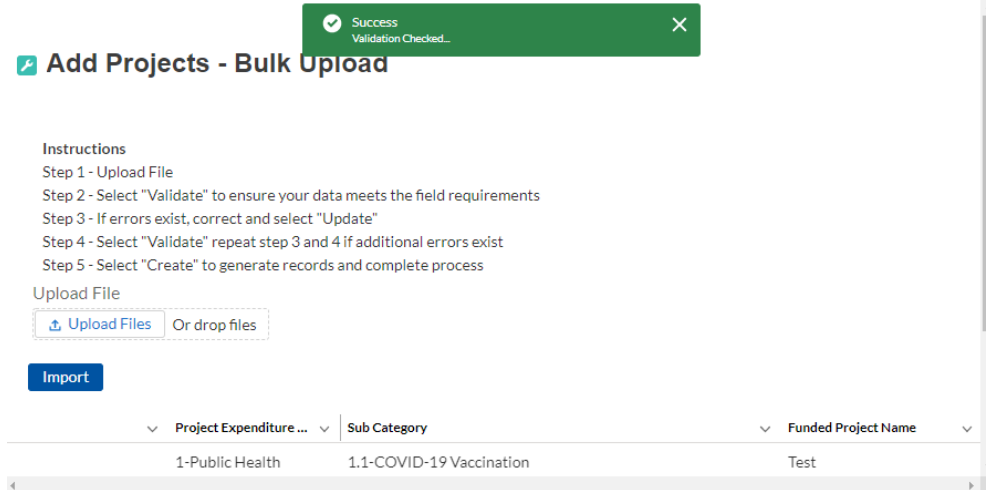 Success
Validation Checked...
Add Projects - Bulk Upload
Instructions
Step 1 - Upload File
Step 2 - Select "Validate" to ensure your data meets the field requirements
Step 3 - If errors exist, correct and select "Update"
Step 4 - Select "Validate" repeat step 3 and 4 if additional errors exist
Step 5 - Select "Create" to generate records and complete process
Upload File
Upload Files Or drop files
Import
Project Expenditure ... Sub Category Funded Project Name
1-Public Health 1.1-COVID-19 Vaccination Test